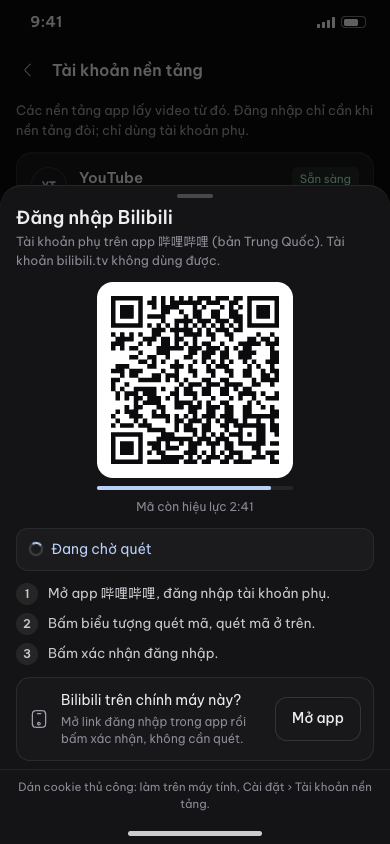 9:41
Tài khoản nền tảng
Các nền tảng app lấy video từ đó. Đăng nhập chỉ cần khi
nền tảng đòi; chỉ dùng tài khoản phụ.
YT
YouTube
Sẵn sàng
Đăng nhập Bilibili
Tài khoản phụ trên app 哔哩哔哩 (bản Trung Quốc). Tài
khoản bilibili.tv không dùng được.
Mã còn hiệu lực 2:41
Đang chờ quét
1 Mở app 哔哩哔哩, đăng nhập tài khoản phụ.
2 Bấm biểu tượng quét mã, quét mã ở trên.
3 Bấm xác nhận đăng nhập.
Bilibili trên chính máy này?
Mở link đăng nhập trong app rồi
bấm xác nhận, không cần quét.
Mở app
Dán cookie thủ công: làm trên máy tính, Cài đặt › Tài khoản nền
tảng.